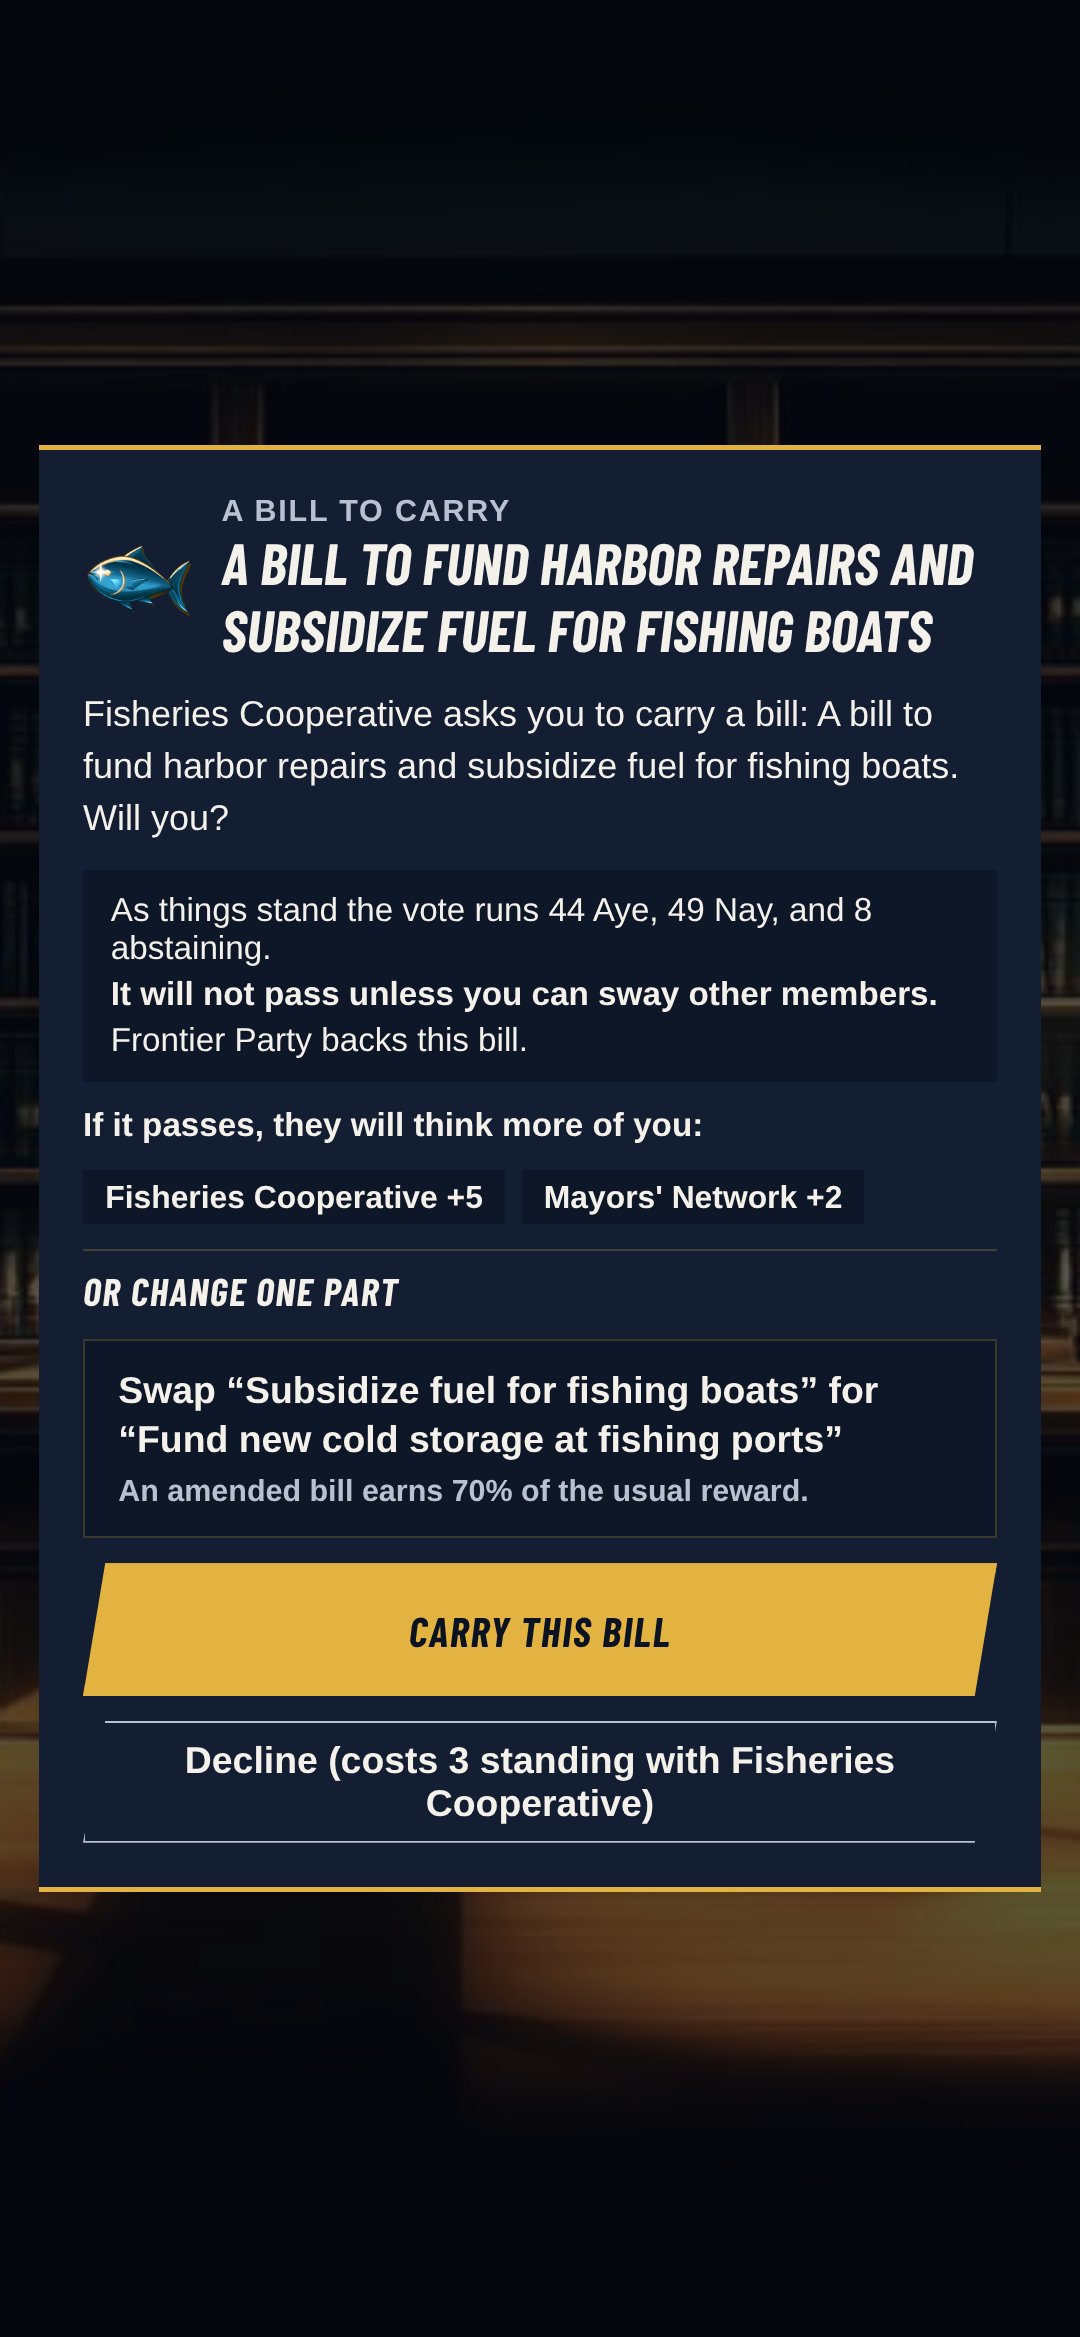 A BILL TO CARRY
A BILL TO FUND HARBOR REPAIRS AND
SUBSIDIZE FUEL FOR FISHING BOATS
Fisheries Cooperative asks you to carry a bill: A bill to
fund harbor repairs and subsidize fuel for fishing boats.
Will you?
As things stand the vote runs 44 Aye, 49 Nay, and 8
abstaining.
It will not pass unless you can sway other members.
Frontier Party backs this bill.
If it passes, they will think more of you:
Fisheries Cooperative +5 Mayors' Network +2
OR CHANGE ONE PART
Swap “Subsidize fuel for fishing boats” for
“Fund new cold storage at fishing ports”
An amended bill earns 70% of the usual reward.
CARRY THIS BILL
Decline (costs 3 standing with Fisheries
Cooperative)